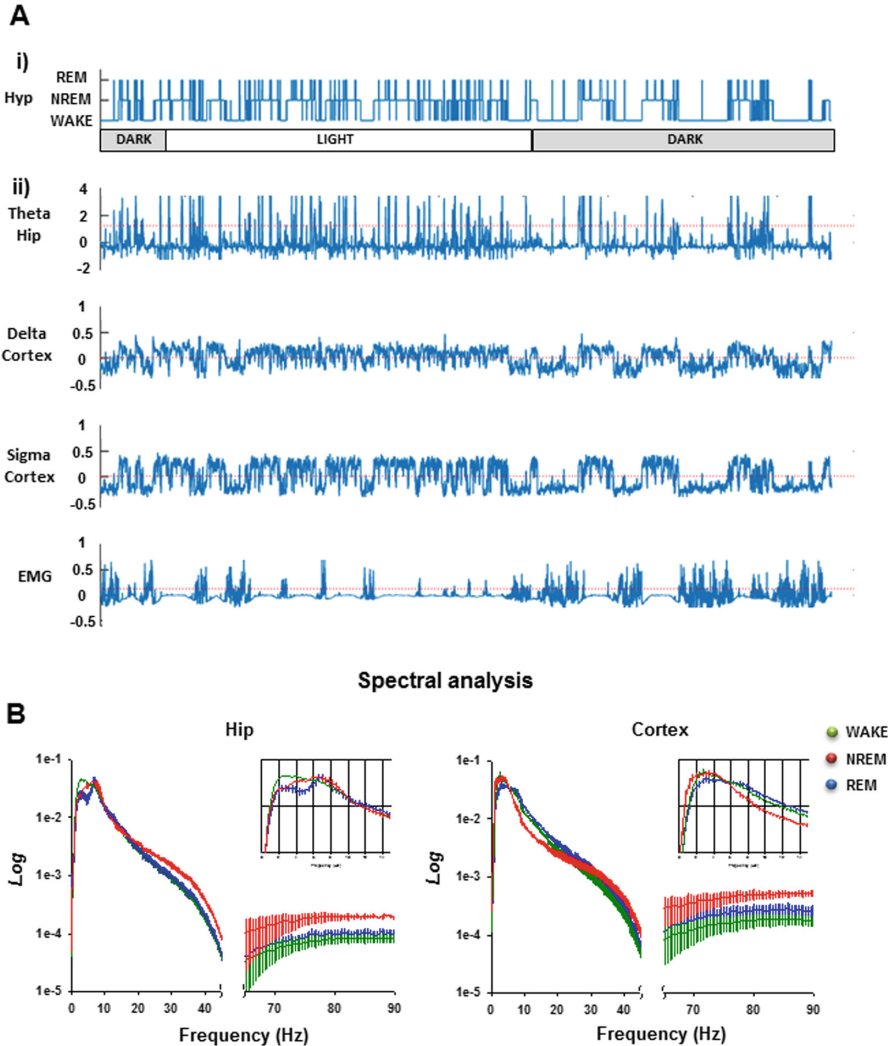 A
i)
Hyp
REM
NREM
WAKE
DARK LIGHT DARK
ii)
Theta
Hip
4
2
0
-2
Delta
Cortex
1
0.5
0
-0.5
Sigma
Cortex
1
0.5
0
-0.5
EMG
1
0.5
0
-0.5
Spectral analysis
B
Hip
Log
1e-1
1e-2
1e-3
1e-4
1e-5
0 10 20 30 40 70 80 90
Frequency (Hz)
Cortex
Log
1e-1
1e-2
1e-3
1e-4
1e-5
0 10 20 30 40 70 80 90
Frequency (Hz)
WAKE
NREM
REM